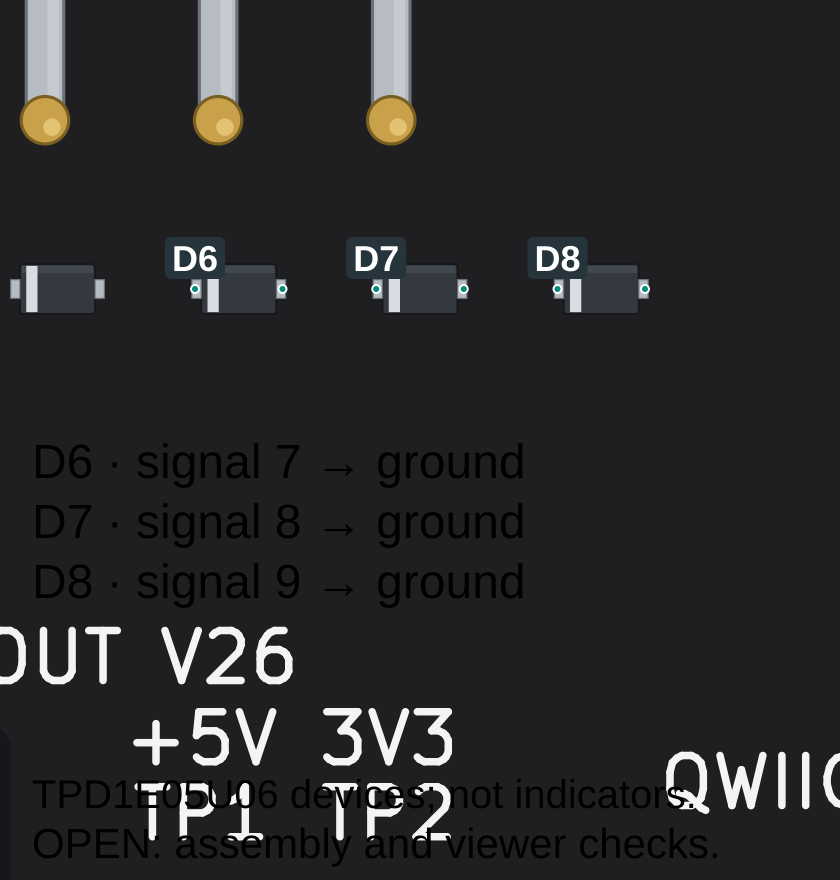 D6 D7 D8
D6 · signal 7 → ground
D7 · signal 8 → ground
D8 · signal 9 → ground
OUT V26
+5V 3V3
TPD1E05U06 devices; not indicators.
TP1 TP2
QWIIC
OPEN: assembly and viewer checks.